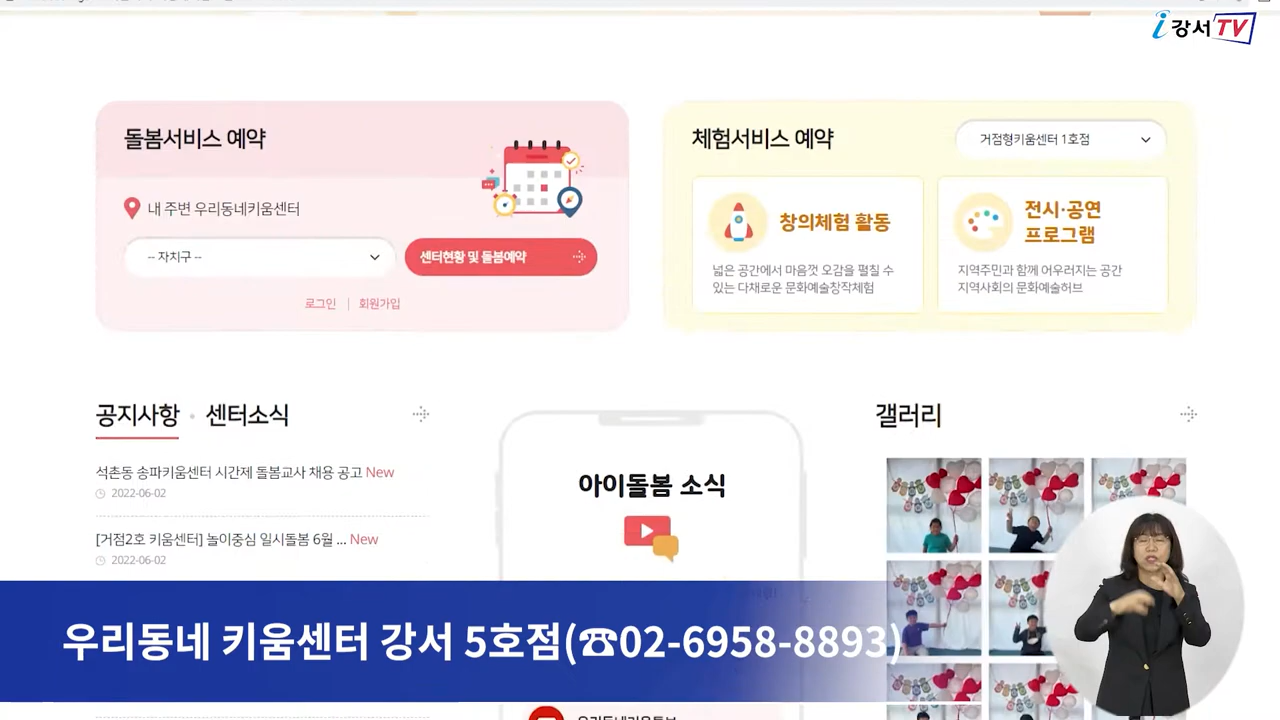 i강서TV
돌봄서비스 예약
내 주변 우리동네키움센터
-- 자치구 --
센터현황 및 돌봄예약
로그인 | 회원가입
체험서비스 예약
거점형키움센터 1호점
창의체험 활동
넓은 공간에서 마음껏 오감을 펼칠 수
있는 다채로운 문화예술창작체험
전시·공연
프로그램
지역주민과 함께 어우러지는 공간
지역사회의 문화예술허브
공지사항 • 센터소식
석촌동 송파키움센터 시간제 돌봄교사 채용 공고 New
2022-06-02
[거점2호 키움센터] 놀이중심 일시돌봄 6월 ... New
2022-06-02
아이돌봄 소식
갤러리
우리동네 키움센터 강서 5호점(☎02-6958-8893)